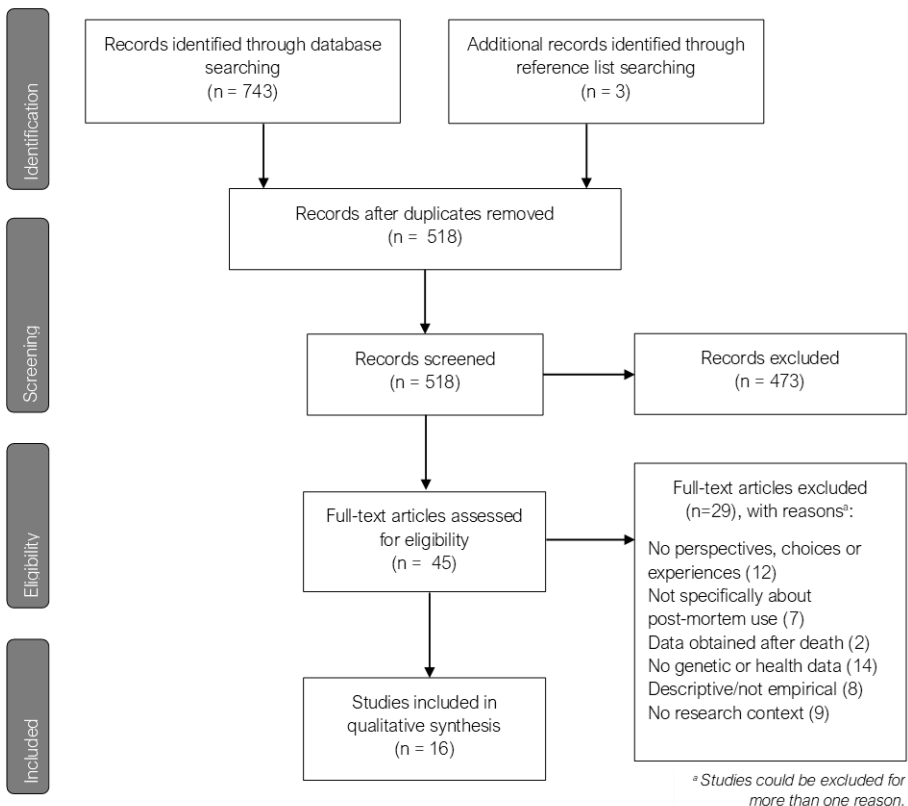 Identification
Records identified through database
searching
(n = 743)
Additional records identified through
reference list searching
(n = 3)
Records after duplicates removed
(n = 518)
Screening
Records screened
(n = 518)
Records excluded
(n = 473)
Eligibility
Full-text articles assessed
for eligibility
(n = 45)
Full-text articles excluded
(n=29), with reasonsª:
No perspectives, choices or
experiences (12)
Not specifically about
post-mortem use (7)
Data obtained after death (2)
No genetic or health data (14)
Descriptive/not empirical (8)
No research context (9)
Included
Studies included in
qualitative synthesis
(n = 16)
ª Studies could be excluded for
more than one reason.